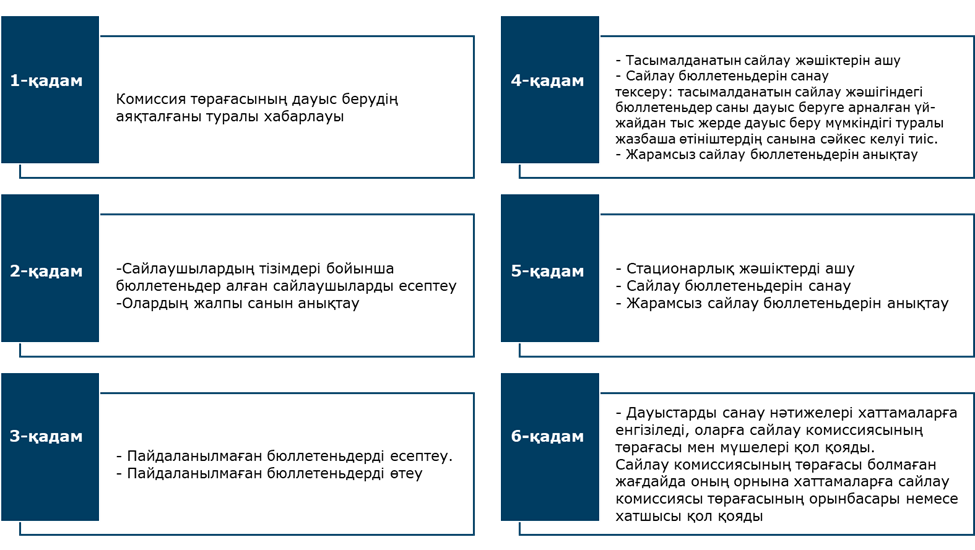 1-қадам
Комиссия төрағасының дауыс берудің
аяқталғаны туралы хабарлауы
2-қадам
-Сайлаушылардың тізімдері бойынша
бюллетеньдер алған сайлаушыларды есептеу
-Олардың жалпы санын анықтау
3-қадам
- Пайдаланылмаған бюллетеньдерді есептеу.
- Пайдаланылмаған бюллетеньдерді өтеу
4-қадам
- Тасымалданатын сайлау жәшіктерін ашу
- Сайлау бюллетеньдерін санау
тексеру: тасымалданатын сайлау жәшігіндегі
бюллетеньдер саны дауыс беруге арналған үй-
жайдан тыс жерде дауыс беру мүмкіндігі туралы
жазбаша өтініштердің санына сәйкес келуі тиіс.
- Жарамсыз сайлау бюллетеньдерін анықтау
5-қадам
- Стационарлық жәшіктерді ашу
- Сайлау бюллетеньдерін санау
- Жарамсыз сайлау бюллетеньдерін анықтау
6-қадам
- Дауыстарды санау нәтижелері хаттамаларға
енгізіледі, оларға сайлау комиссиясының
төрағасы мен мүшелері қол қояды.
Сайлау комиссиясының төрағасы болмаған
жағдайда оның орнына хаттамаларға сайлау
комиссиясы төрағасының орынбасары немесе
хатшысы қол қояды